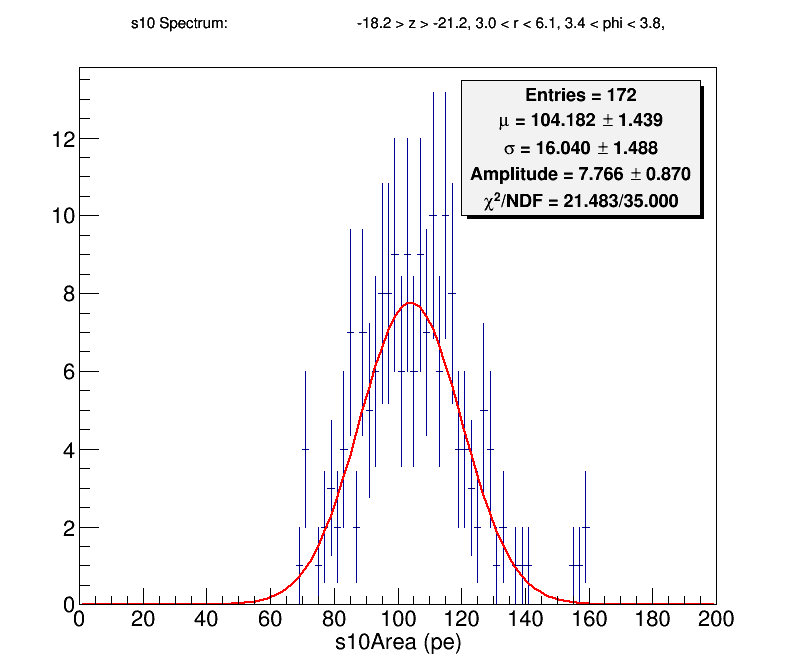 s10 Spectrum: -18.2 > z > -21.2, 3.0 < r < 6.1, 3.4 < phi < 3.8,
Entries = 172
μ = 104.182 ± 1.439
σ = 16.040 ± 1.488
Amplitude = 7.766 ± 0.870
χ²/NDF = 21.483/35.000
12
10
8
6
4
2
0
0 20 40 60 80 100 120 140 160 180 200
s10Area (pe)